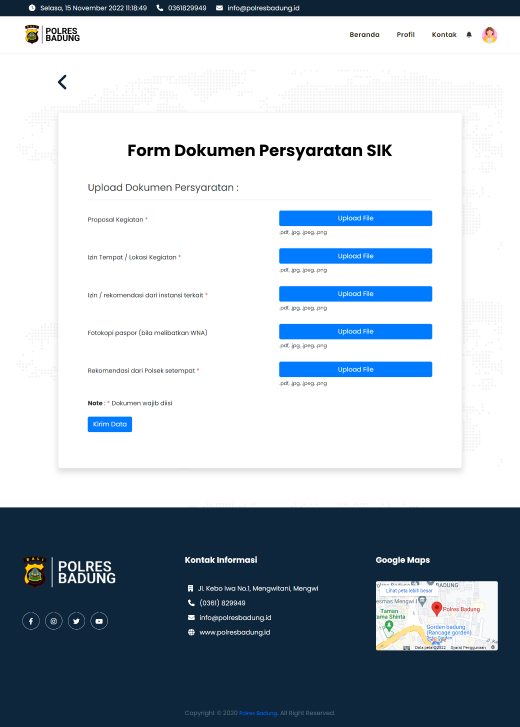 Selasa, 15 November 2022 11:18:49 0361829949 info@polresbadung.id
POLRES
BADUNG
Beranda Profil Kontak
Form Dokumen Persyaratan SIK
Upload Dokumen Persyaratan :
Proposal Kegiatan * Upload File
.pdf, .jpg, .jpeg, .png
Izin Tempat / Lokasi Kegiatan * Upload File
.pdf, .jpg, .jpeg, .png
Izin / rekomendasi dari instansi terkait * Upload File
.pdf, .jpg, .jpeg, .png
Fotokopi paspor (bila melibatkan WNA) Upload File
.pdf, .jpg, .jpeg, .png
Rekomendasi dari Polsek setempat * Upload File
.pdf, .jpg, .jpeg, .png
Note : * Dokumen wajib diisi
Kirim Data
BALI
POLRES
BADUNG
Kontak Informasi
Jl. Kebo Iwa No.1, Mengwitani, Mengwi
(0361) 829949
info@polresbadung.id
www.polresbadung.id
Google Maps
BADUNG
Lihat peta lebih besar
Polres Badung
Taman
Gorden badung
(Rancage gorden)
Data peta ©2022 Syarat Penggunaan
Copyright © 2020 Polres Badung. All Right Reserved.